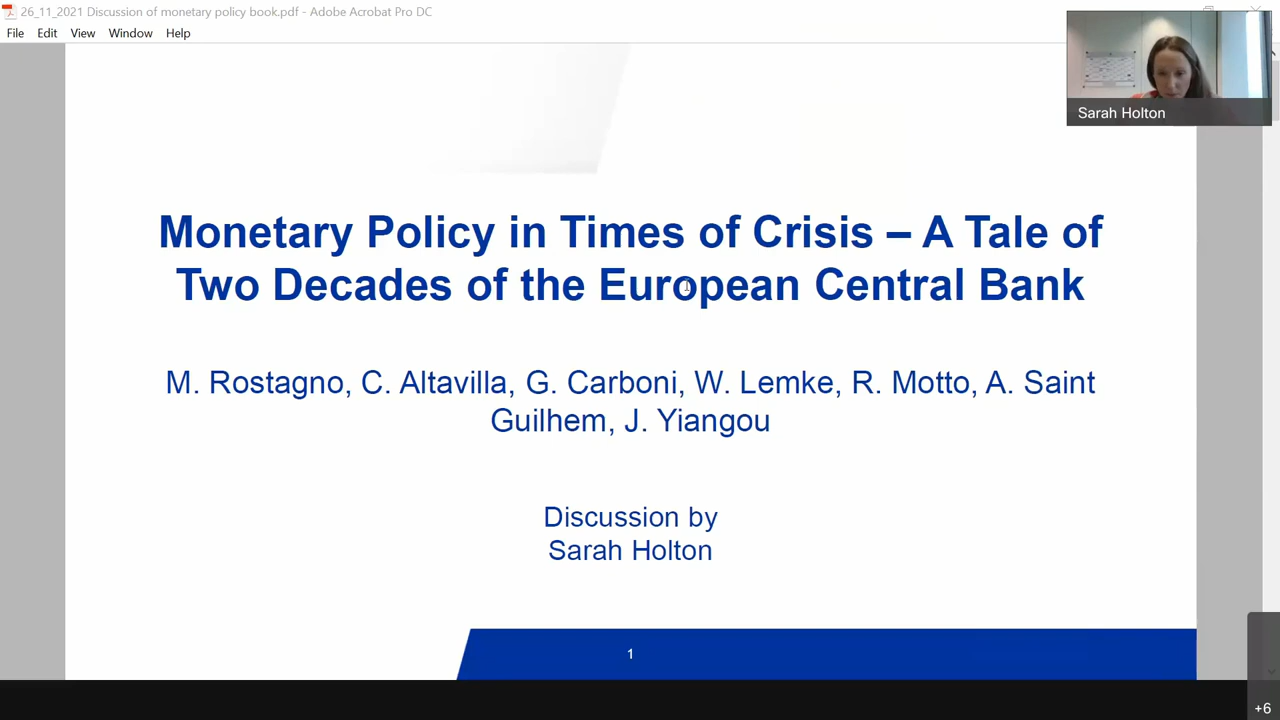 26_11_2021 Discussion of monetary policy book.pdf - Adobe Acrobat Pro DC
File Edit View Window Help
Sarah Holton
Monetary Policy in Times of Crisis – A Tale of
Two Decades of the European Central Bank
M. Rostagno, C. Altavilla, G. Carboni, W. Lemke, R. Motto, A. Saint
Guilhem, J. Yiangou
Discussion by
Sarah Holton
1
+6